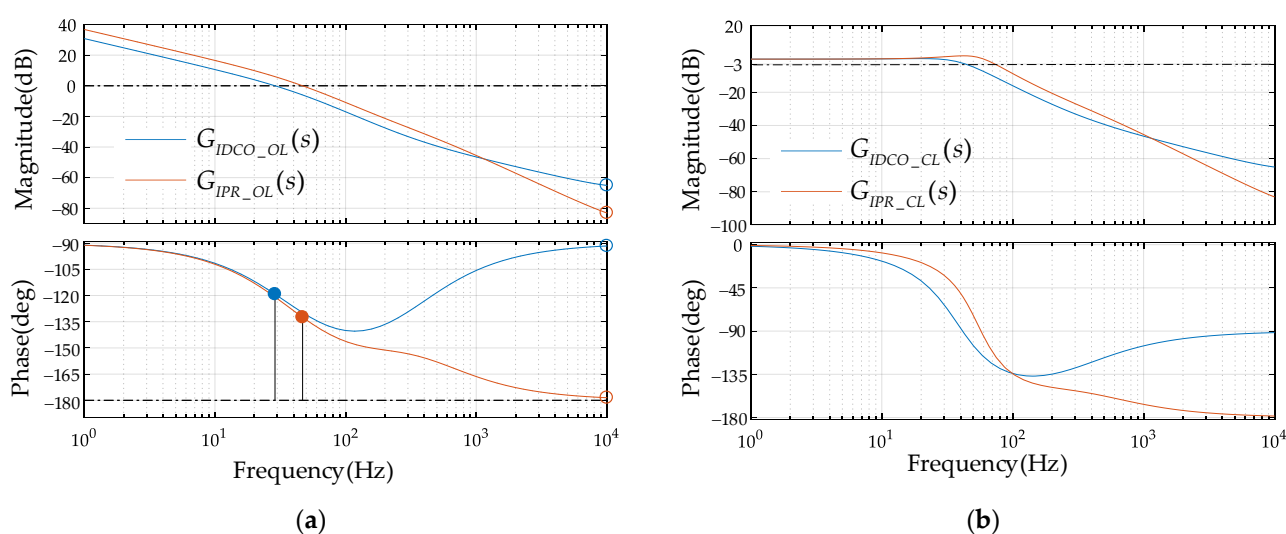 40
20
0
−20
−40
−60
−80
Magnitude(dB)
G_IDCO_OL(s)
G_IPR_OL(s)
−90
−105
−120
−135
−150
−165
−180
Phase(deg)
10^0 10^1 10^2 10^3 10^4
Frequency(Hz)
(a)
20
−3
−20
−40
−60
−80
−100
Magnitude(dB)
G_IDCO_CL(s)
G_IPR_CL(s)
0
−45
−90
−135
−180
Phase(deg)
10^0 10^1 10^2 10^3 10^4
Frequency(Hz)
(b)